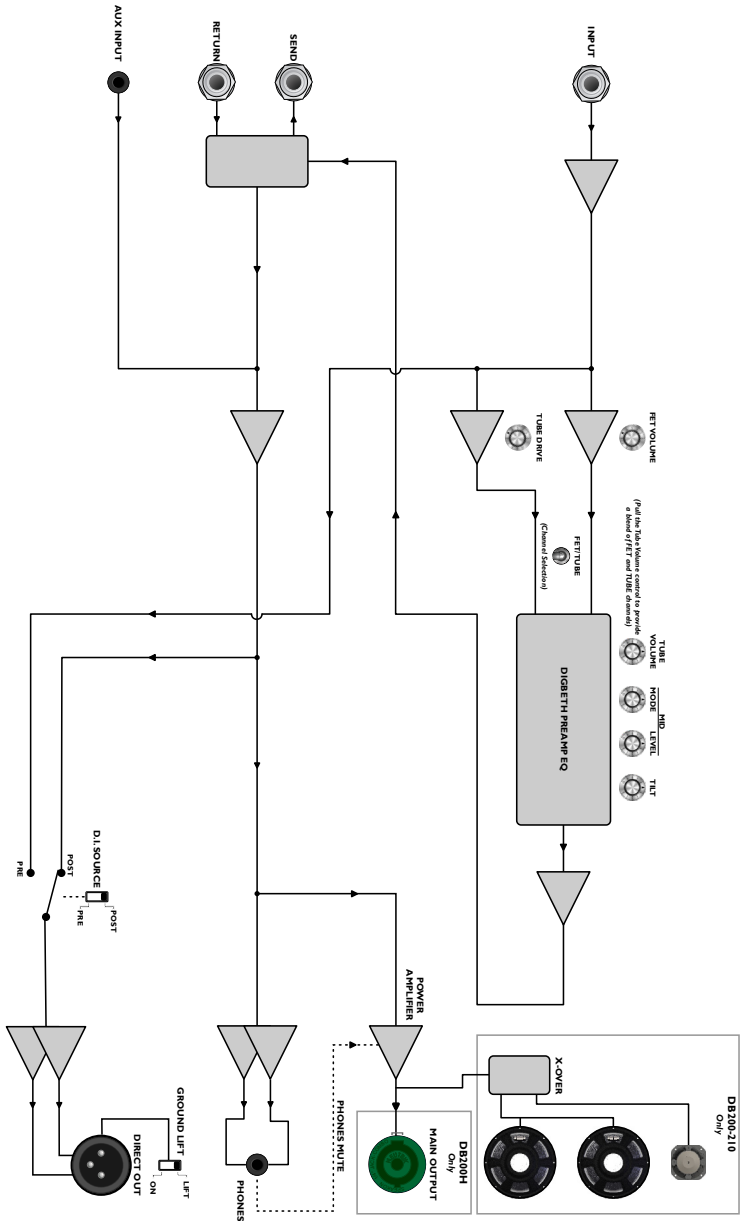 INPUT
FET VOLUME
TUBE DRIVE
FET/TUBE
(Channel Selection)
(Pull the Tube Volume control to provide
a blend of FET and TUBE channels)
TUBE
VOLUME
MID
MODE
LEVEL
TILT
DIGBETH PREAMP EQ
SEND
RETURN
AUX INPUT
POWER
AMPLIFIER
X-OVER
DB200-210
Only
DB200H
Only
MAIN OUTPUT
PHONES MUTE
PHONES
D.I. SOURCE
POST
PRE
POST
PRE
GROUND LIFT
LIFT
ON
DIRECT OUT